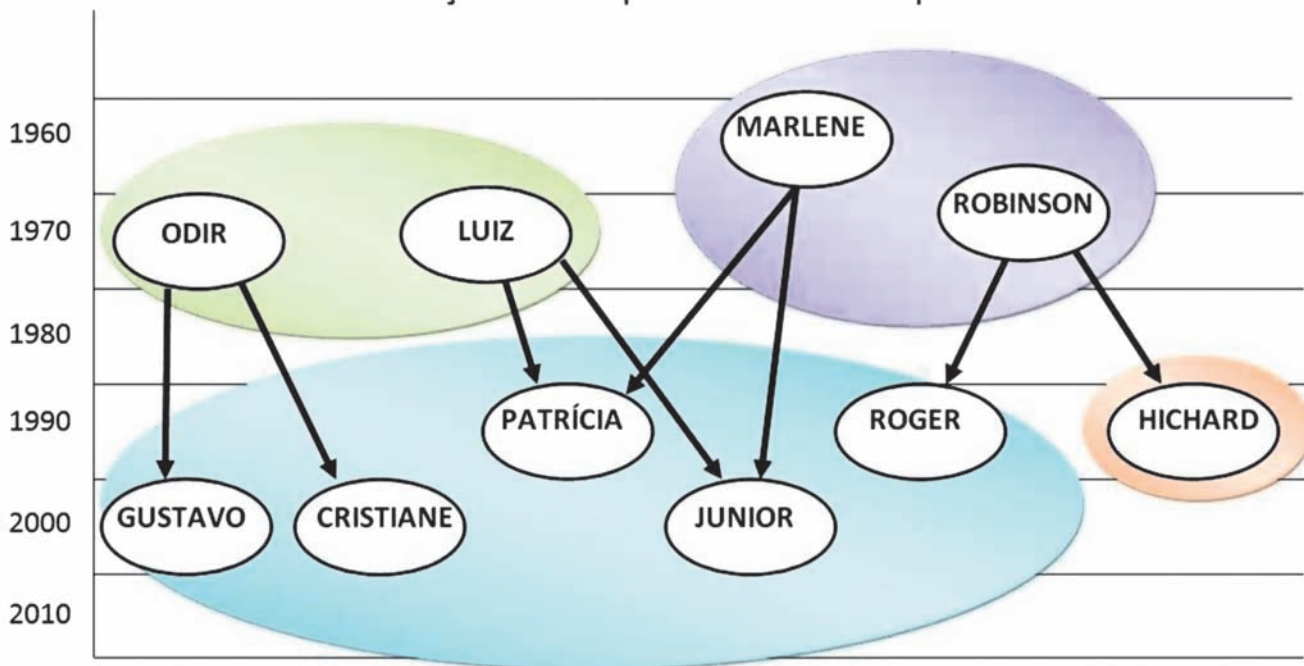 1960
MARLENE
ROBINSON
1970
ODIR
LUIZ
1980
1990
PATRÍCIA
ROGER
HICHARD
2000
GUSTAVO
CRISTIANE
JUNIOR
2010